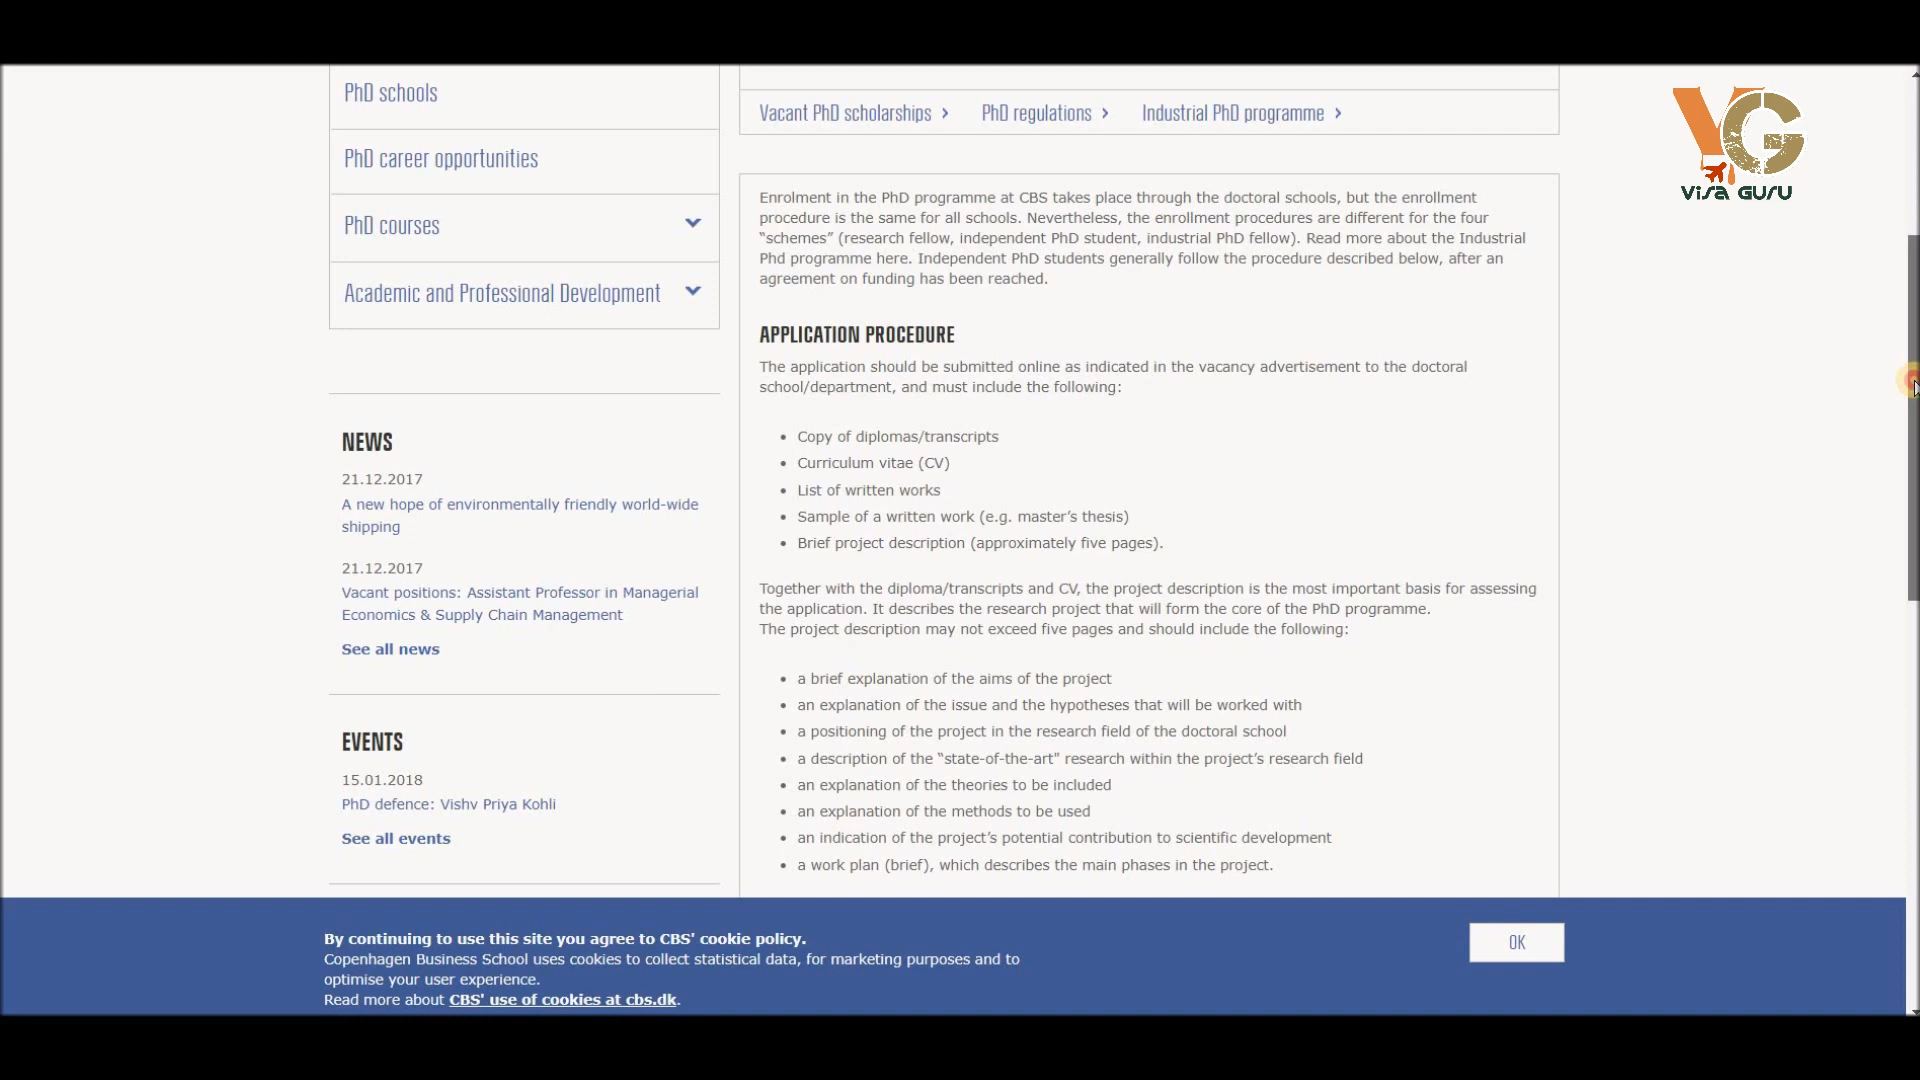 PhD schools
PhD career opportunities
PhD courses
Academic and Professional Development
NEWS
21.12.2017
A new hope of environmentally friendly world-wide
shipping
21.12.2017
Vacant positions: Assistant Professor in Managerial
Economics & Supply Chain Management
See all news
EVENTS
15.01.2018
PhD defence: Vishv Priya Kohli
See all events
Vacant PhD scholarships › PhD regulations › Industrial PhD programme ›
Enrolment in the PhD programme at CBS takes place through the doctoral schools, but the enrollment
procedure is the same for all schools. Nevertheless, the enrollment procedures are different for the four
“schemes” (research fellow, independent PhD student, industrial PhD fellow). Read more about the Industrial
Phd programme here. Independent PhD students generally follow the procedure described below, after an
agreement on funding has been reached.
APPLICATION PROCEDURE
The application should be submitted online as indicated in the vacancy advertisement to the doctoral
school/department, and must include the following:
• Copy of diplomas/transcripts
• Curriculum vitae (CV)
• List of written works
• Sample of a written work (e.g. master’s thesis)
• Brief project description (approximately five pages).
Together with the diploma/transcripts and CV, the project description is the most important basis for assessing
the application. It describes the research project that will form the core of the PhD programme.
The project description may not exceed five pages and should include the following:
• a brief explanation of the aims of the project
• an explanation of the issue and the hypotheses that will be worked with
• a positioning of the project in the research field of the doctoral school
• a description of the “state-of-the-art” research within the project’s research field
• an explanation of the theories to be included
• an explanation of the methods to be used
• an indication of the project’s potential contribution to scientific development
• a work plan (brief), which describes the main phases in the project.
VG
VISA GURU
By continuing to use this site you agree to CBS' cookie policy.
Copenhagen Business School uses cookies to collect statistical data, for marketing purposes and to
optimise your user experience.
Read more about CBS' use of cookies at cbs.dk.
OK